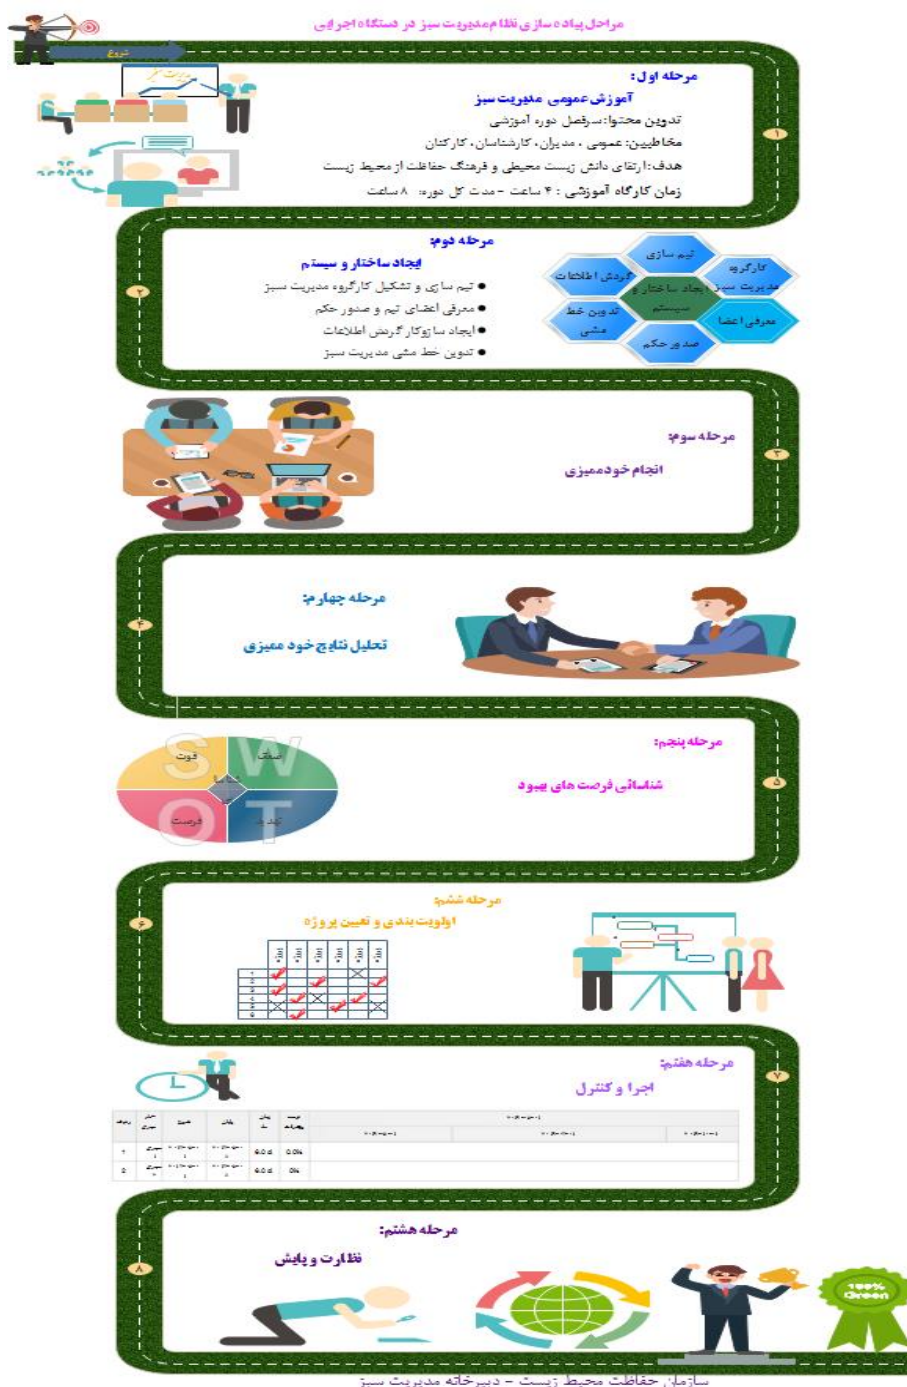 مراحل پیاده سازی نظام مدیریت سبز در دستگاه اجرایی
شروع
مدیریت سبز
مرحله اول:
آموزش عمومی مدیریت سبز
تدوین محتوا: سرفصل دوره آموزشی
مخاطبین: عمومی ، مدیران، کارشناسان، کارکنان
هدف: ارتقای دانش زیست محیطی و فرهنگ حفاظت از محیط زیست
زمان کارگاه آموزشی : ۴ ساعت - مدت کل دوره: ۸ ساعت
۱
مرحله دوم:
ایجاد ساختار و سیستم
● تیم سازی و تشکیل کارگروه مدیریت سبز
● معرفی اعضای تیم و صدور حکم
● ایجاد سازوکار گردش اطلاعات
● تدوین خط مشی مدیریت سبز
تیم سازی
کارگروه
مدیریت سبز
گردش اطلاعات
ایجاد ساختار و
سیستم
معرفی اعضا
تدوین خط
مشی
صدور حکم
۲
مرحله سوم:
انجام خودممیزی
۳
مرحله چهارم:
تحلیل نتایج خود ممیزی
۴
مرحله پنجم:
شناسائی فرصت های بهبود
S W
O T
قوت
ضعف
فرصت
تهدید
۵
مرحله ششم:
اولویت بندی و تعیین پروژه
۶
مرحله هفتم:
اجرا و کنترل
۷
مرحله هشتم:
نظارت و پایش
100%
Green
۸
سازمان حفاظت محیط زیست - دبیرخانه مدیریت سبز